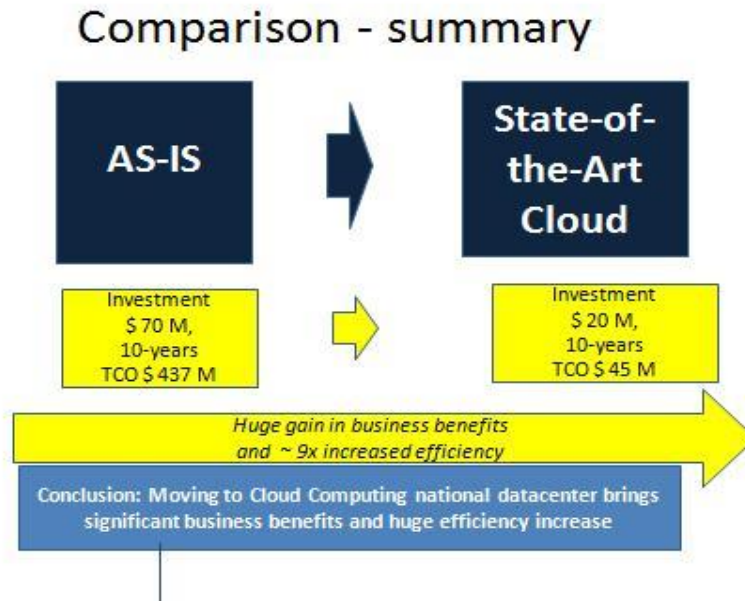 Comparison - summary
AS-IS
State-of-
the-Art
Cloud
Investment
$ 70 M,
10-years
TCO $ 437 M
Investment
$ 20 M,
10-years
TCO $ 45 M
Huge gain in business benefits
and ~ 9x increased efficiency
Conclusion: Moving to Cloud Computing national datacenter brings
significant business benefits and huge efficiency increase